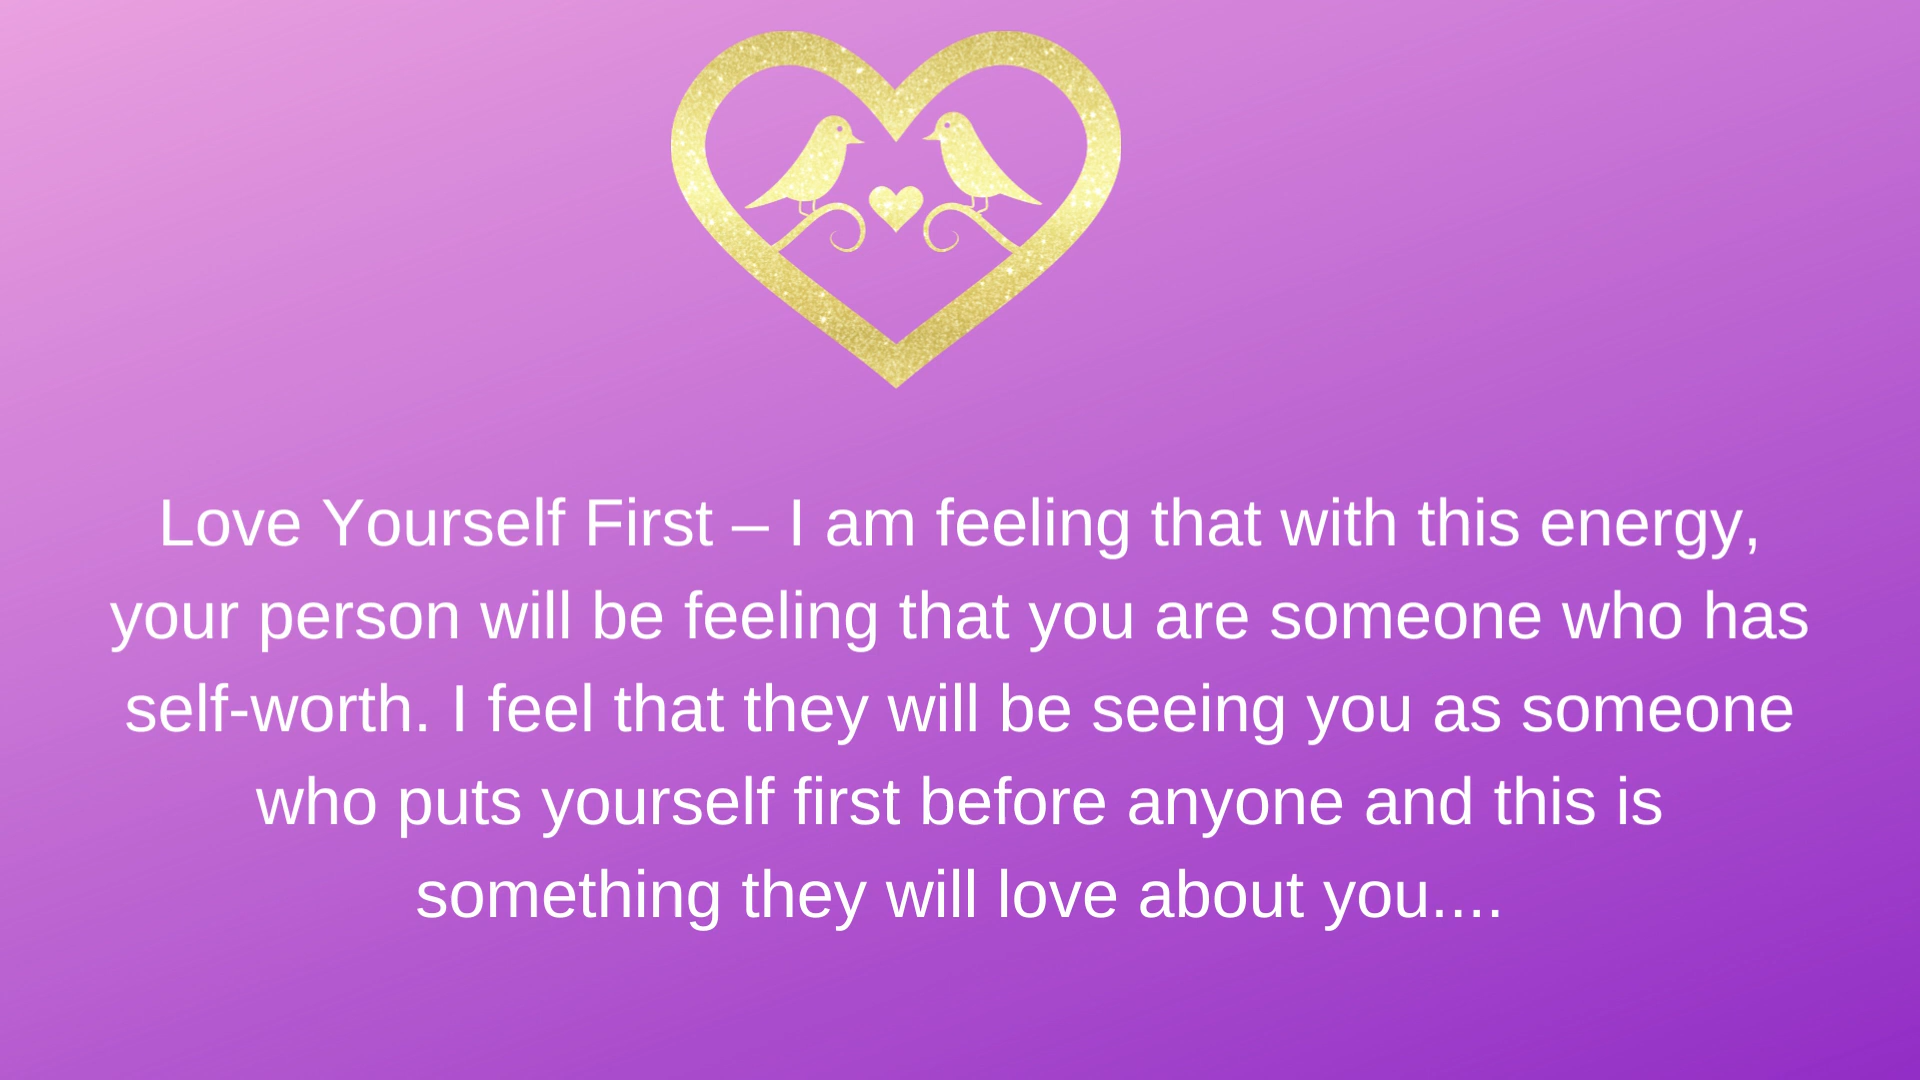 Love Yourself First – I am feeling that with this energy,
your person will be feeling that you are someone who has
self-worth. I feel that they will be seeing you as someone
who puts yourself first before anyone and this is
something they will love about you....